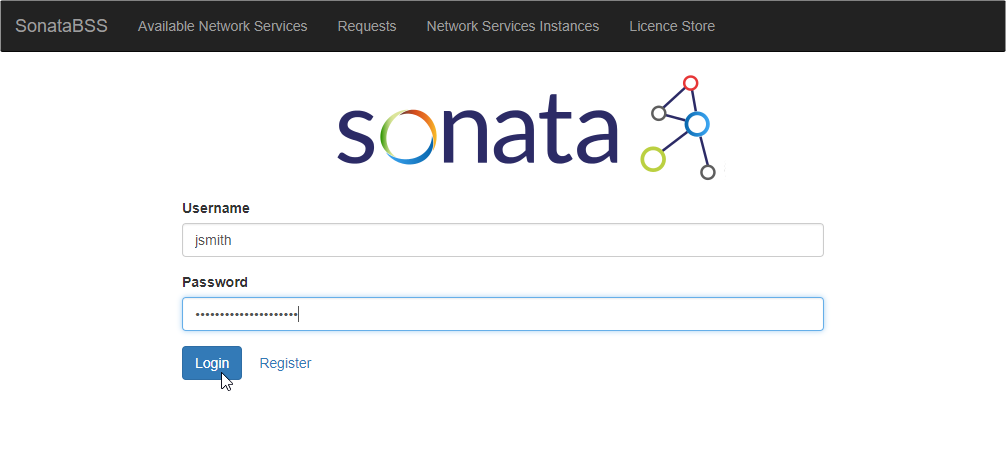 SonataBSS Available Network Services Requests Network Services Instances Licence Store
sonata
Username
jsmith
Password
•••••••••••••••••••••
Login Register